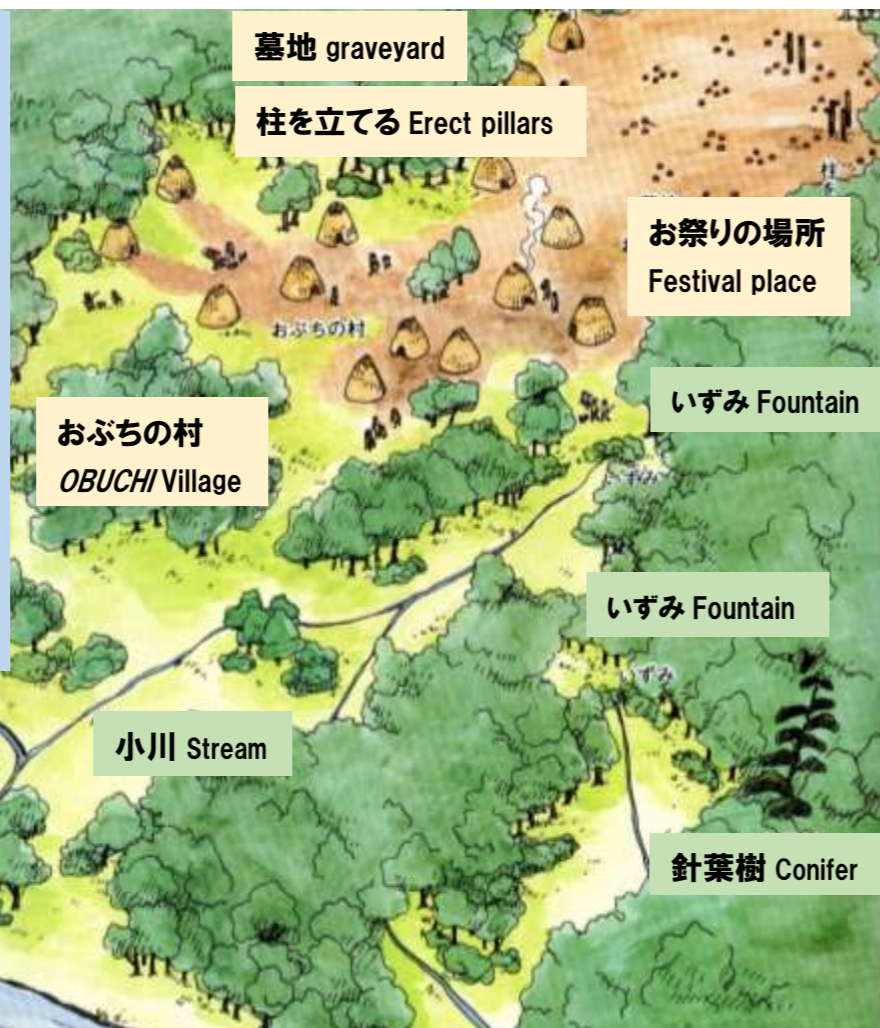 墓地 graveyard
柱を立てる Erect pillars
お祭りの場所
Festival place
おぶちの村
いずみ Fountain
おぶちの村
OBUCHI Village
いずみ
いずみ Fountain
いずみ
小川 Stream
針葉樹 Conifer